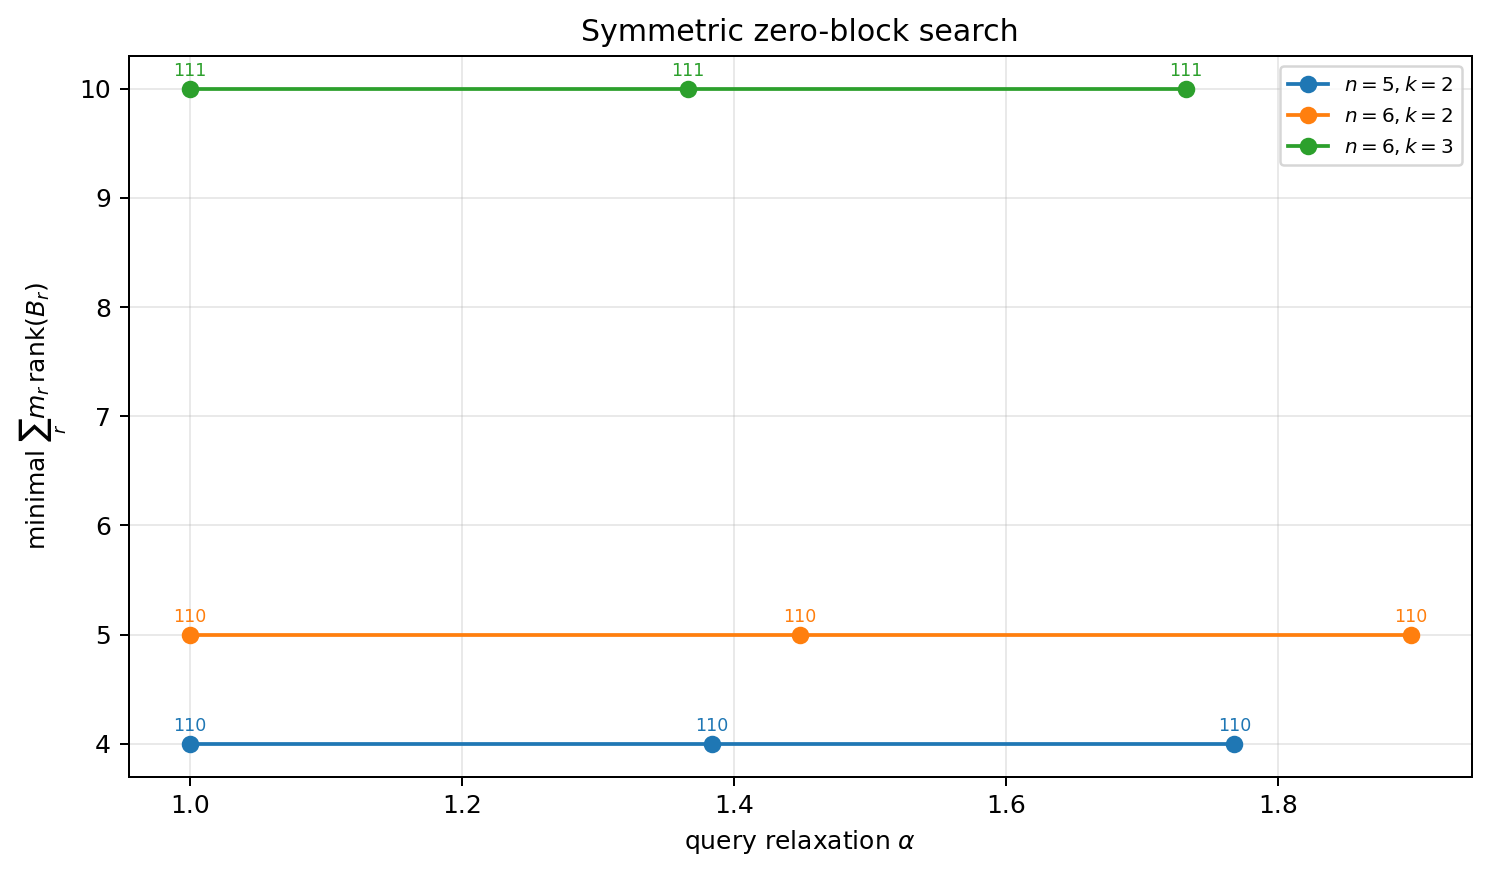 Symmetric zero-block search
111 111 111
n = 5, k = 2
n = 6, k = 2
n = 6, k = 3
10
9
8
7
6
5
4
110 110 110
110 110 110
1.0 1.2 1.4 1.6 1.8
query relaxation α
minimal ∑_r m_r rank(B_r)